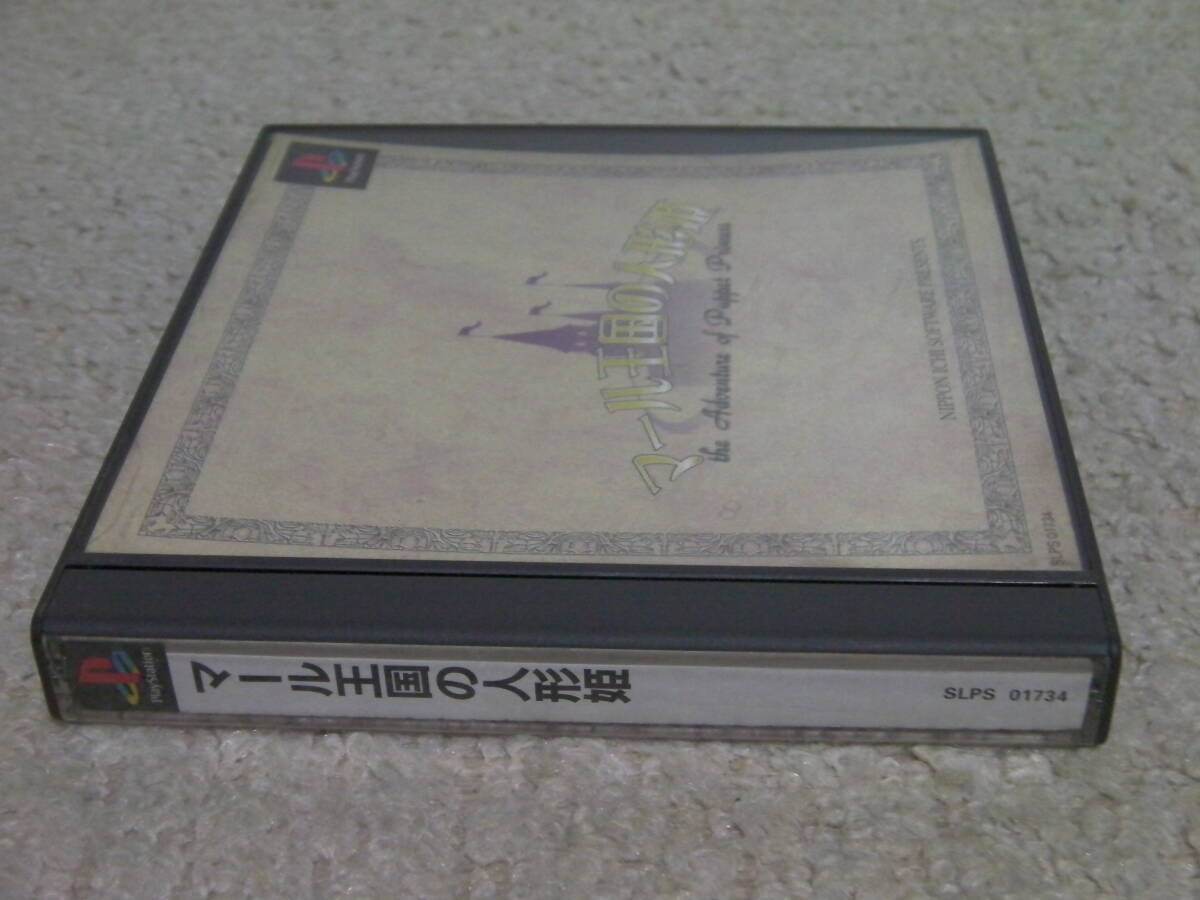 PlayStation
マール王国の人形姫
the Adventure of Puppet Princess
NIPPON ICHI SOFTWARE PRESENTS
SLPS 01734
PlayStation
マール王国の人形姫
SLPS 01734